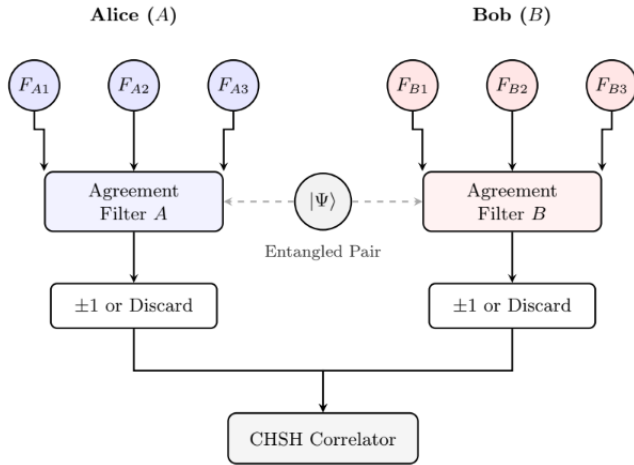 Alice (A)
Bob (B)
F_{A1}
F_{A2}
F_{A3}
F_{B1}
F_{B2}
F_{B3}
Agreement
Filter A
|Ψ⟩
Agreement
Filter B
Entangled Pair
±1 or Discard
±1 or Discard
CHSH Correlator